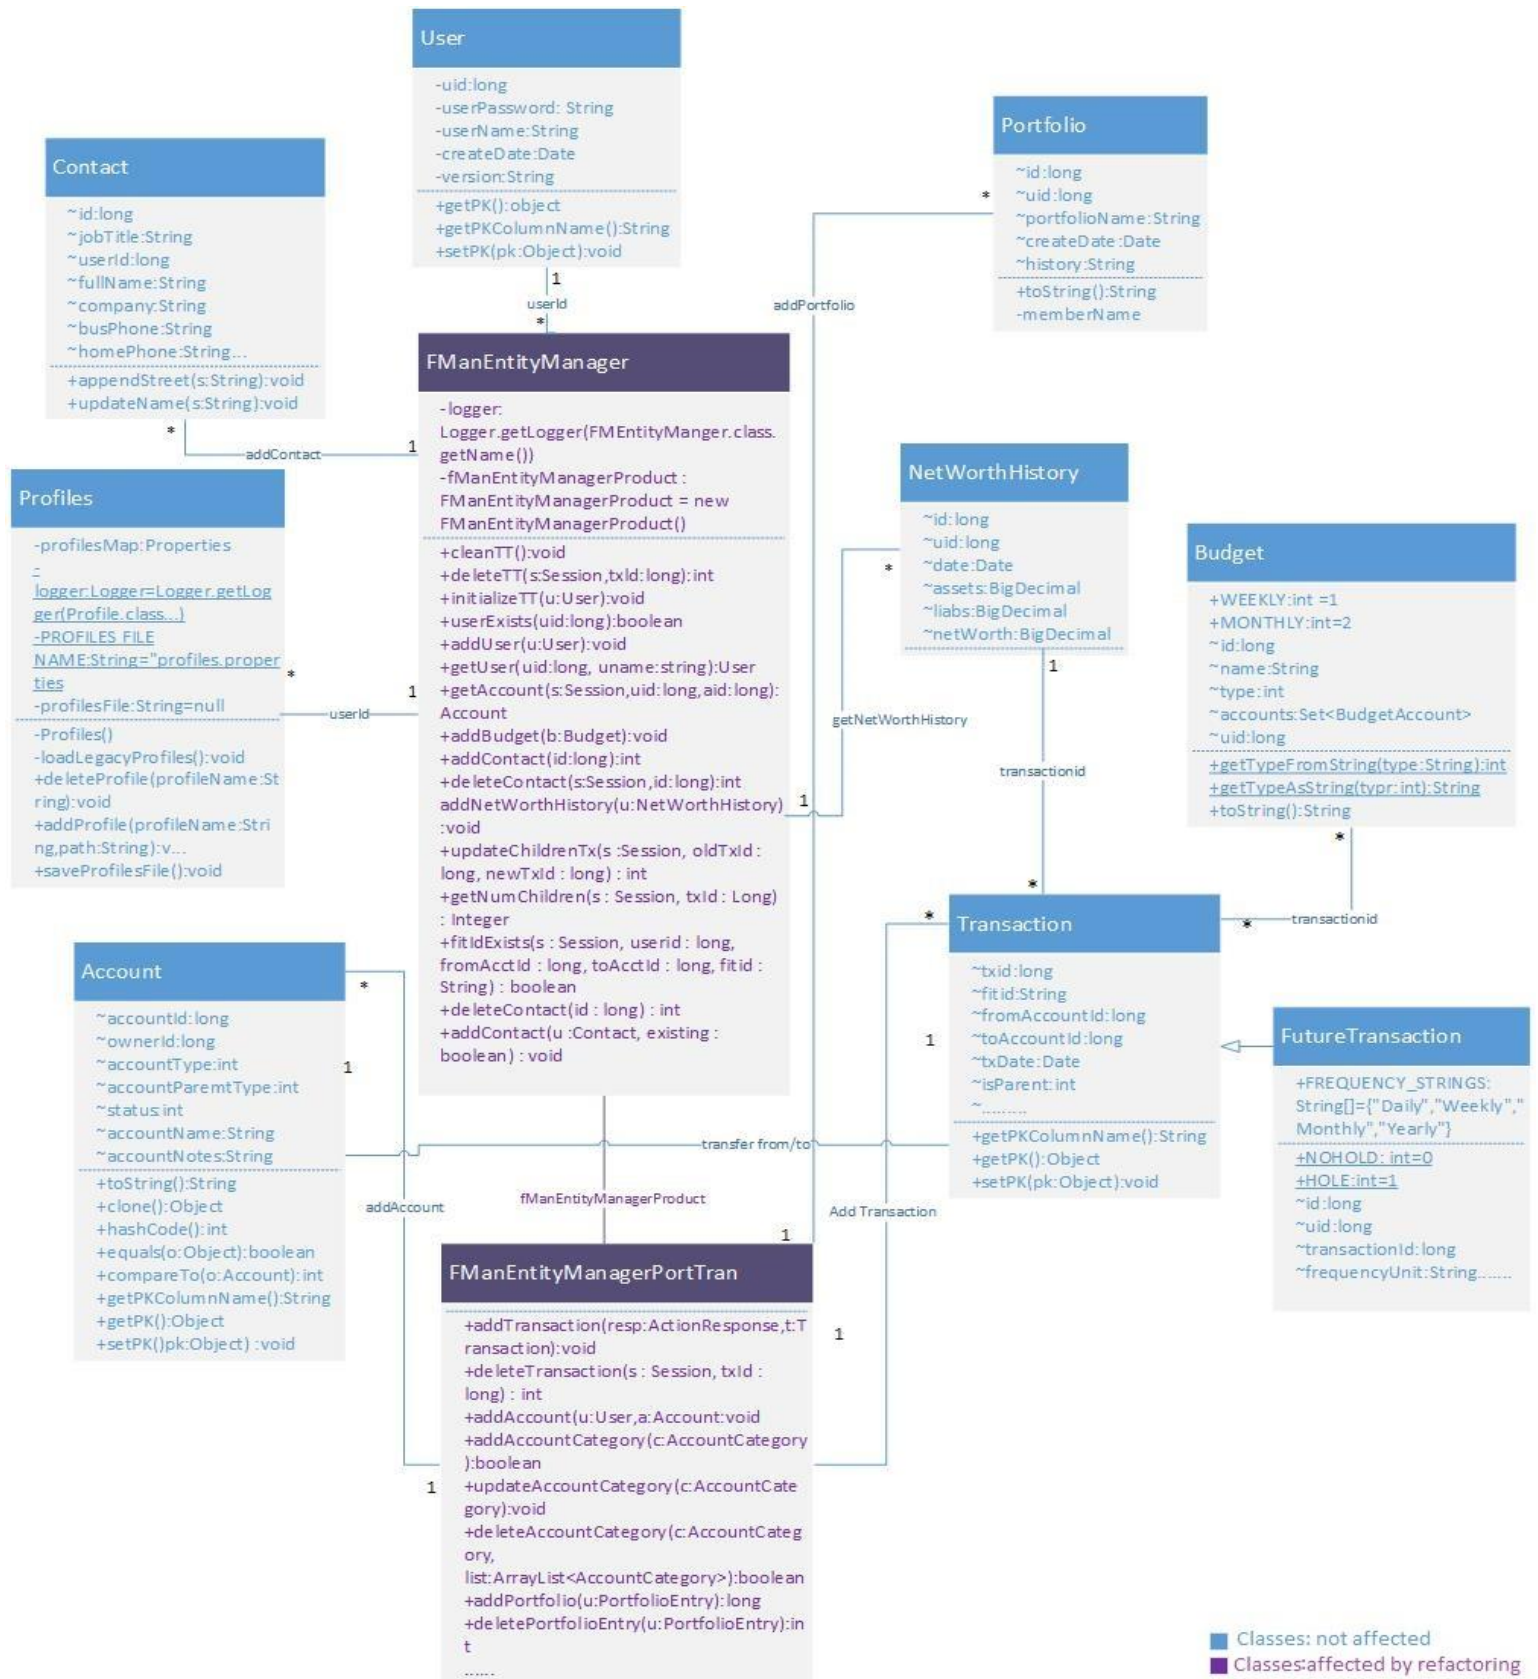 User
-uid:long
-userPassword: String
-userName:String
-createDate:Date
-version:String
+getPK():object
+getPKColumnName():String
+setPK(pk:Object):void
1
userId
*
Portfolio
~id:long
~uid:long
~portfolioName:String
~createDate:Date
~history:String
+toString():String
-memberName
*
addPortfolio
Contact
~id:long
~jobTitle:String
~userId:long
~fullName:String
~company:String
~busPhone:String
~homePhone:String...
+appendStreet(s:String):void
+updateName(s:String):void
*
addContact
1
FManEntityManager
-logger:
Logger.getLogger(FMEntityManger.class.
getName())
-fManEntityManagerProduct :
FManEntityManagerProduct = new
FManEntityManagerProduct()
+cleanTT():void
+deleteTT(s:Session,txId:long):int
+initializeTT(u:User):void
+userExists(uid:long):boolean
+addUser(u:User):void
+getUser(uid:long, uname:string):User
+getAccount(s:Session,uid:long,aid:long):
Account
+addBudget(b:Budget):void
+addContact(id:long):int
+deleteContact(s:Session,id:long):int
addNetWorthHistory(u:NetWorthHistory)
:void
+updateChildrenTx(s :Session, oldTxId :
long, newTxId : long) : int
+getNumChildren(s : Session, txId : Long)
: Integer
+fitIdExists(s : Session, userid : long,
fromAcctId : long, toAcctId : long, fitid :
String) : boolean
+deleteContact(id : long) : int
+addContact(u :Contact, existing :
boolean) : void
Profiles
-profilesMap:Properties
-
logger:Logger=Logger.getLog
ger(Profile.class...)
-PROFILES FILE
NAME:String="profiles.proper
ties
-profilesFile:String=null
-Profiles()
-loadLegacyProfiles():void
+deleteProfile(profileName:St
ring):void
+addProfile(profileName:Stri
ng,path:String):v...
+saveProfilesFile():void
*
userId
1
NetWorthHistory
~id:long
~uid:long
~date:Date
~assets:BigDecimal
~liabs:BigDecimal
~netWorth:BigDecimal
*
getNetWorthHistory
1
1
transactionid
*
Budget
+WEEKLY:int =1
+MONTHLY:int=2
~id:long
~name:String
~type:int
~accounts:Set<BudgetAccount>
~uid:long
+getTypeFromString(type:String):int
+getTypeAsString(typr:int):String
+toString():String
*
transactionid
*
Account
~accountId:long
~ownerId:long
~accountType:int
~accountParemtType:int
~status:int
~accountName:String
~accountNotes:String
+toString():String
+clone():Object
+hashCode():int
+equals(o:Object):boolean
+compareTo(o:Account):int
+getPKColumnName():String
+getPK():Object
+setPK()pk:Object) :void
*
1
addAccount
transfer from/to
fManEntityManagerProduct
Transaction
~txid:long
~fitid:String
~fromAccountId:long
~toAccountId:long
~txDate:Date
~isParent:int
~.........
+getPKColumnName():String
+getPK():Object
+setPK(pk:Object):void
*
1
Add Transaction
FutureTransaction
+FREQUENCY_STRINGS:
String[]={"Daily","Weekly","
Monthly","Yearly"}
+NOHOLD: int=0
+HOLE:int=1
~id:long
~uid:long
~transactionId:long
~frequencyUnit:String.......
1
FManEntityManagerPortTran
+addTransaction(resp:ActionResponse,t:T
ransaction):void
+deleteTransaction(s : Session, txId :
long) : int
+addAccount(u:User,a:Account:void
+addAccountCategory(c:AccountCategory
):boolean
+updateAccountCategory(c:AccountCate
gory):void
+deleteAccountCategory(c:AccountCateg
ory,
list:ArrayList<AccountCategory>):boolean
+addPortfolio(u:PortfolioEntry):long
+deletePortfolioEntry(u:PortfolioEntry):in
t
......
1
1
Classes: not affected
Classes:affected by refactoring